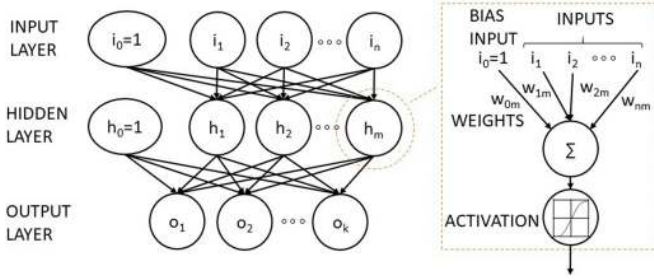 INPUT LAYER
i0=1 i1 i2 ∘∘∘ in
HIDDEN LAYER
h0=1 h1 h2 ∘∘∘ hm
OUTPUT LAYER
o1 o2 ∘∘∘ ok
BIAS INPUT
INPUTS
i0=1 i1 i2 ∘∘∘ in
w0m w1m w2m wnm
WEIGHTS
Σ
ACTIVATION